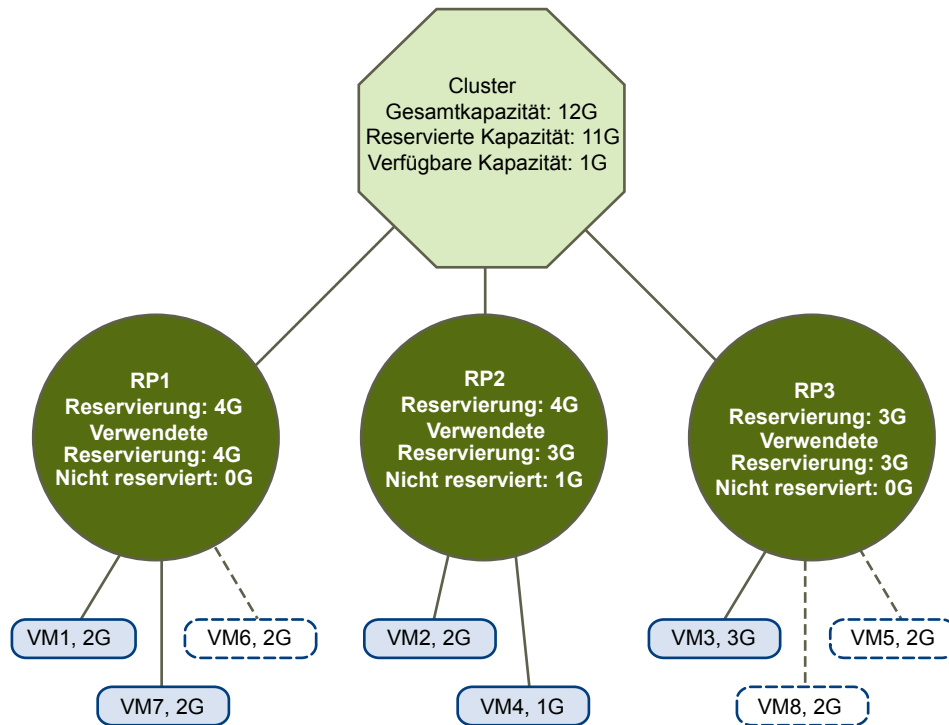 Cluster
Gesamtkapazität: 12G
Reservierte Kapazität: 11G
Verfügbare Kapazität: 1G
RP1
Reservierung: 4G
Verwendete
Reservierung: 4G
Nicht reserviert: 0G
RP2
Reservierung: 4G
Verwendete
Reservierung: 3G
Nicht reserviert: 1G
RP3
Reservierung: 3G
Verwendete
Reservierung: 3G
Nicht reserviert: 0G
VM1, 2G
VM6, 2G
VM2, 2G
VM3, 3G
VM5, 2G
VM7, 2G
VM4, 1G
VM8, 2G